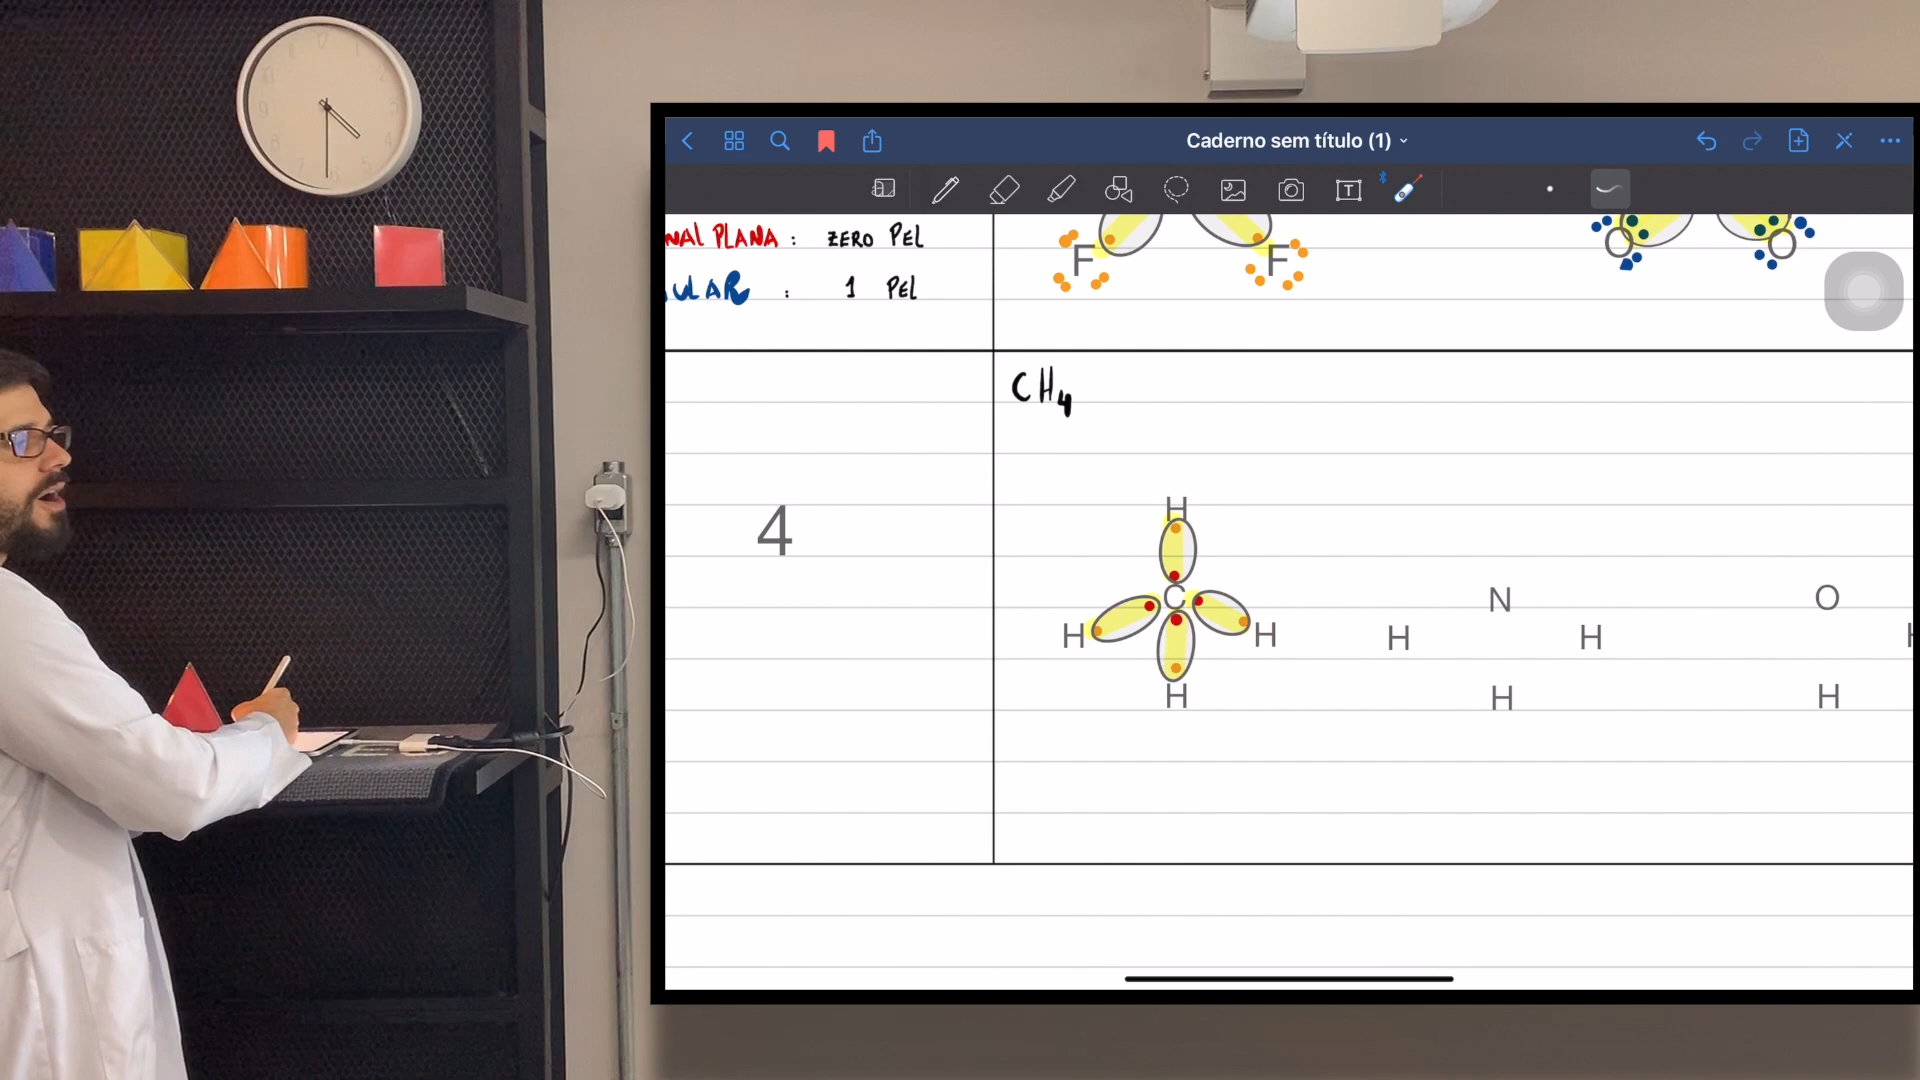 Caderno sem título (1)
T
NAL PLANA : ZERO PEL
ULAR : 1 PEL
F F
O O
CH4
4
H
C
H H
H
N
H H
H
O
H